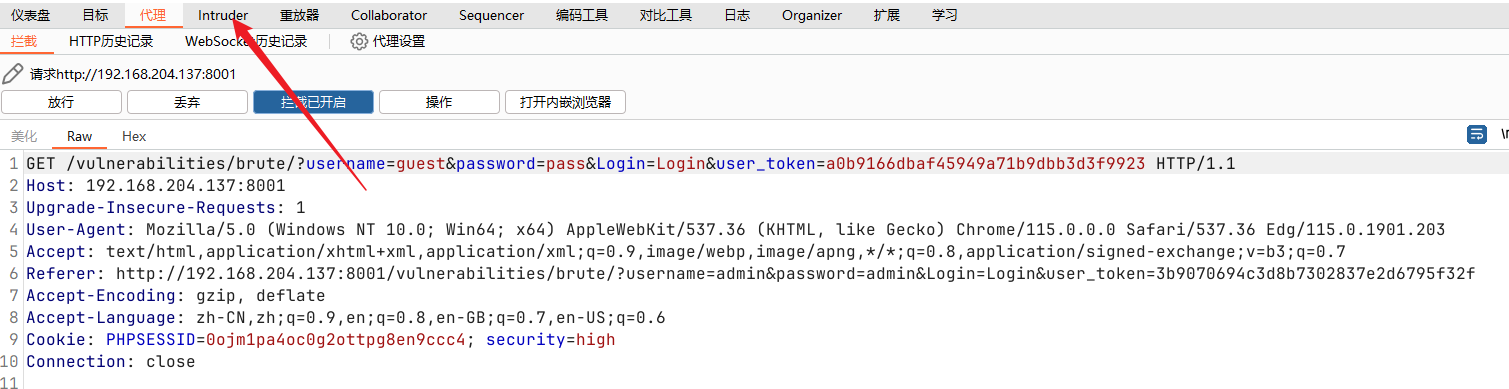 仪表盘 目标 代理 Intruder 重放器 Collaborator Sequencer 编码工具 对比工具 日志 Organizer 扩展 学习
拦截 HTTP历史记录 WebSocket历史记录 代理设置
请求http://192.168.204.137:8001
放行 丢弃 拦截已开启 操作 打开内嵌浏览器
美化 Raw Hex
1 GET /vulnerabilities/brute/?username=guest&password=pass&Login=Login&user_token=a0b9166dbaf45949a71b9dbb3d3f9923 HTTP/1.1
2 Host: 192.168.204.137:8001
3 Upgrade-Insecure-Requests: 1
4 User-Agent: Mozilla/5.0 (Windows NT 10.0; Win64; x64) AppleWebKit/537.36 (KHTML, like Gecko) Chrome/115.0.0.0 Safari/537.36 Edg/115.0.1901.203
5 Accept: text/html,application/xhtml+xml,application/xml;q=0.9,image/webp,image/apng,*/*;q=0.8,application/signed-exchange;v=b3;q=0.7
6 Referer: http://192.168.204.137:8001/vulnerabilities/brute/?username=admin&password=admin&Login=Login&user_token=3b9070694c3d8b7302837e2d6795f32f
7 Accept-Encoding: gzip, deflate
8 Accept-Language: zh-CN,zh;q=0.9,en;q=0.8,en-GB;q=0.7,en-US;q=0.6
9 Cookie: PHPSESSID=0ojm1pa4oc0g2ottpg8en9ccc4; security=high
10 Connection: close
11